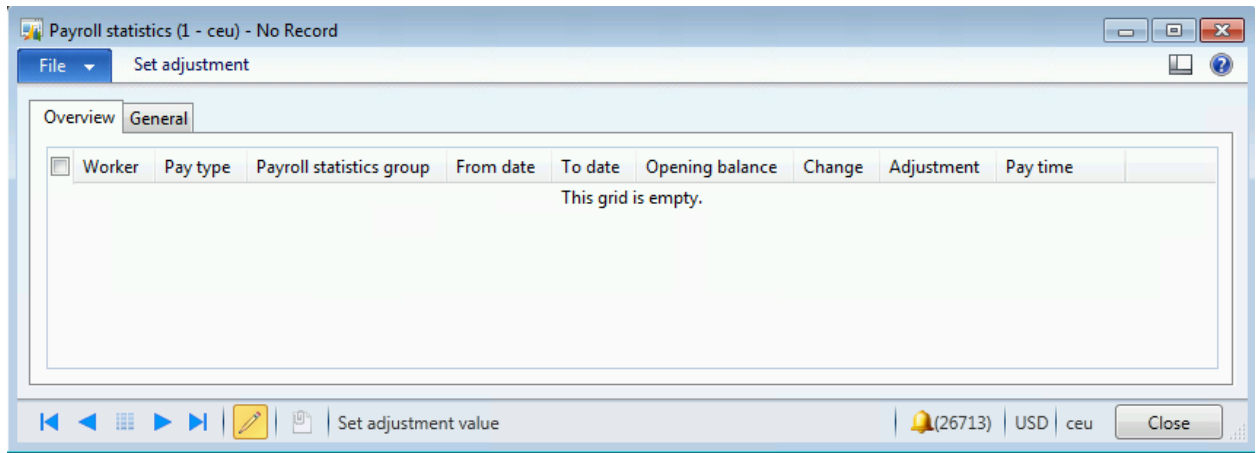 Payroll statistics (1 - ceu) - No Record
File Set adjustment
Overview General
Worker Pay type Payroll statistics group From date To date Opening balance Change Adjustment Pay time
This grid is empty.
Set adjustment value (26713) USD ceu Close